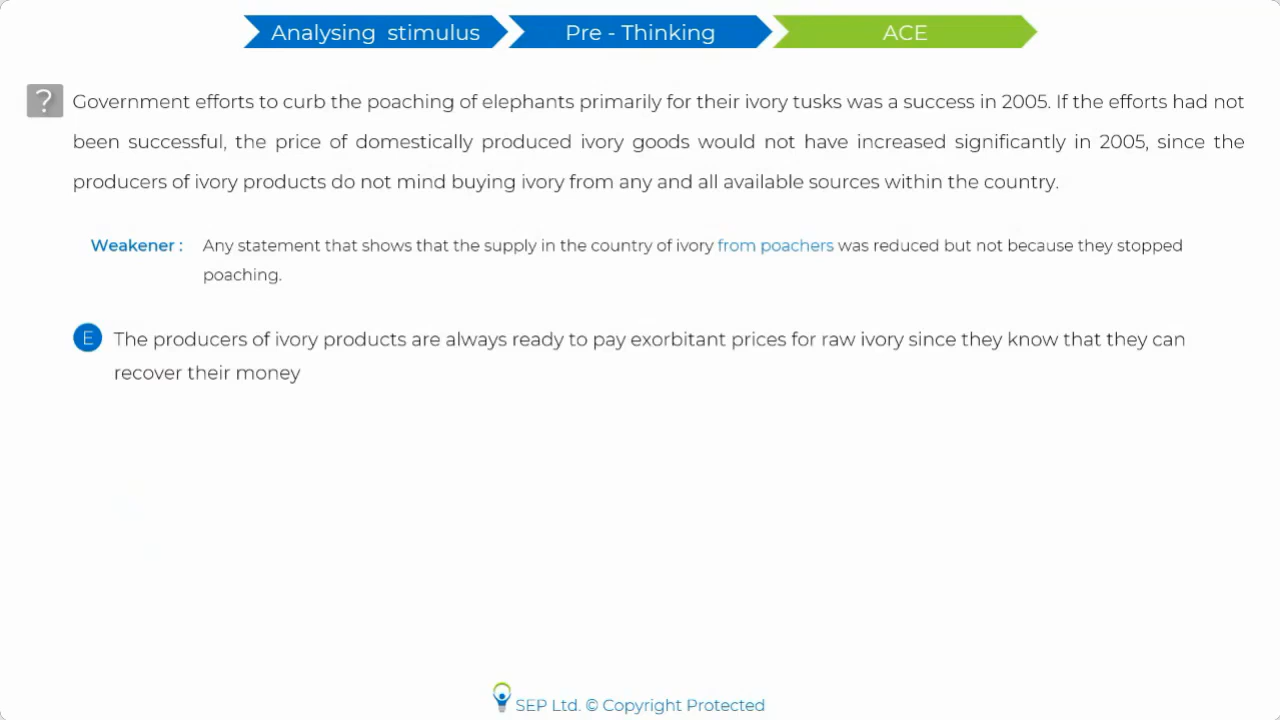 Analysing stimulus
Pre - Thinking
ACE
?
Government efforts to curb the poaching of elephants primarily for their ivory tusks was a success in 2005. If the efforts had not
been successful, the price of domestically produced ivory goods would not have increased significantly in 2005, since the
producers of ivory products do not mind buying ivory from any and all available sources within the country.
Weakener : Any statement that shows that the supply in the country of ivory from poachers was reduced but not because they stopped
poaching.
E The producers of ivory products are always ready to pay exorbitant prices for raw ivory since they know that they can
recover their money
SEP Ltd. © Copyright Protected